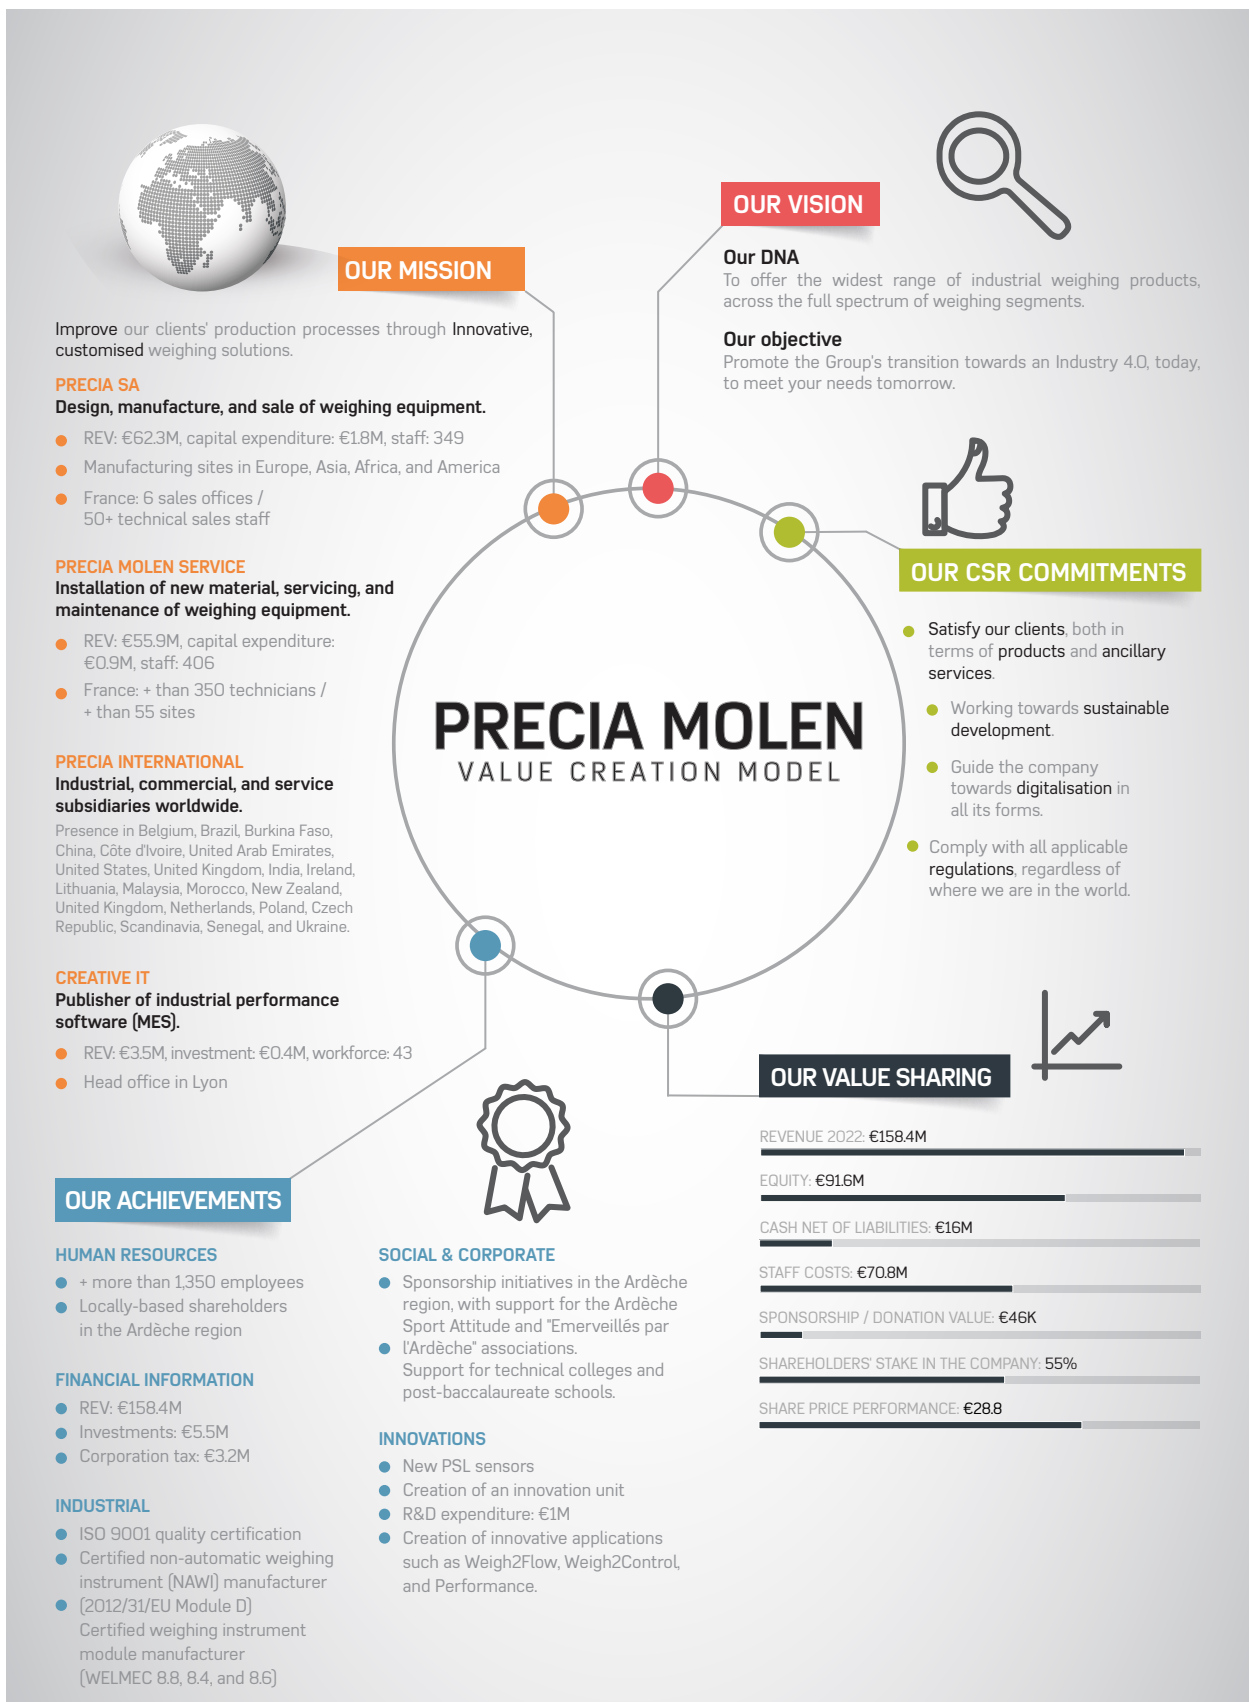 OUR MISSION
Improve our clients' production processes through Innovative,
customised weighing solutions.
PRECIA SA
Design, manufacture, and sale of weighing equipment.
REV: €62.3M, capital expenditure: €1.8M, staff: 349
Manufacturing sites in Europe, Asia, Africa, and America
France: 6 sales offices /
50+ technical sales staff
PRECIA MOLEN SERVICE
Installation of new material, servicing, and
maintenance of weighing equipment.
REV: €55.9M, capital expenditure:
€0.9M, staff: 406
France: + than 350 technicians /
+ than 55 sites
PRECIA INTERNATIONAL
Industrial, commercial, and service
subsidiaries worldwide.
Presence in Belgium, Brazil, Burkina Faso,
China, Côte d'Ivoire, United Arab Emirates,
United States, United Kingdom, India, Ireland,
Lithuania, Malaysia, Morocco, New Zealand,
United Kingdom, Netherlands, Poland, Czech
Republic, Scandinavia, Senegal, and Ukraine.
CREATIVE IT
Publisher of industrial performance
software (MES).
REV: €3.5M, investment: €0.4M, workforce: 43
Head office in Lyon
OUR VISION
Our DNA
To offer the widest range of industrial weighing products,
across the full spectrum of weighing segments.
Our objective
Promote the Group's transition towards an Industry 4.0, today,
to meet your needs tomorrow.
OUR CSR COMMITMENTS
Satisfy our clients, both in
terms of products and ancillary
services.
Working towards sustainable
development.
Guide the company
towards digitalisation in
all its forms.
Comply with all applicable
regulations, regardless of
where we are in the world.
PRECIA MOLEN
VALUE CREATION MODEL
OUR VALUE SHARING
REVENUE 2022: €158.4M
EQUITY: €91.6M
CASH NET OF LIABILITIES: €16M
STAFF COSTS: €70.8M
SPONSORSHIP / DONATION VALUE: €46K
SHAREHOLDERS' STAKE IN THE COMPANY: 55%
SHARE PRICE PERFORMANCE: €28.8
OUR ACHIEVEMENTS
HUMAN RESOURCES
+ more than 1,350 employees
Locally-based shareholders
in the Ardèche region
FINANCIAL INFORMATION
REV: €158.4M
Investments: €5.5M
Corporation tax: €3.2M
INDUSTRIAL
ISO 9001 quality certification
Certified non-automatic weighing
instrument (NAWI) manufacturer
(2012/31/EU Module D)
Certified weighing instrument
module manufacturer
(WELMEC 8.8, 8.4, and 8.6)
SOCIAL & CORPORATE
Sponsorship initiatives in the Ardèche
region, with support for the Ardèche
Sport Attitude and "Emerveillés par
l'Ardèche" associations.
Support for technical colleges and
post-baccalaureate schools.
INNOVATIONS
New PSL sensors
Creation of an innovation unit
R&D expenditure: €1M
Creation of innovative applications
such as Weigh2Flow, Weigh2Control,
and Performance.